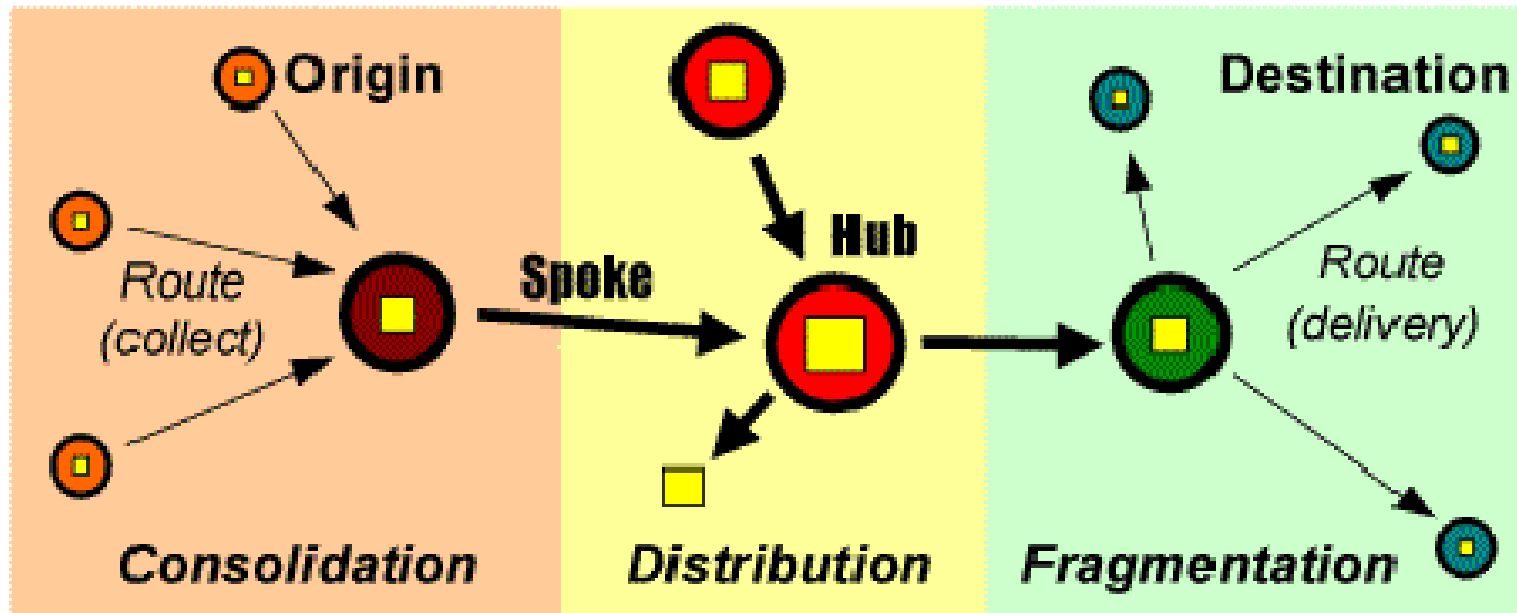 Origin
Destination
Hub
Spoke
Route
(collect)
Route
(delivery)
Consolidation
Distribution
Fragmentation